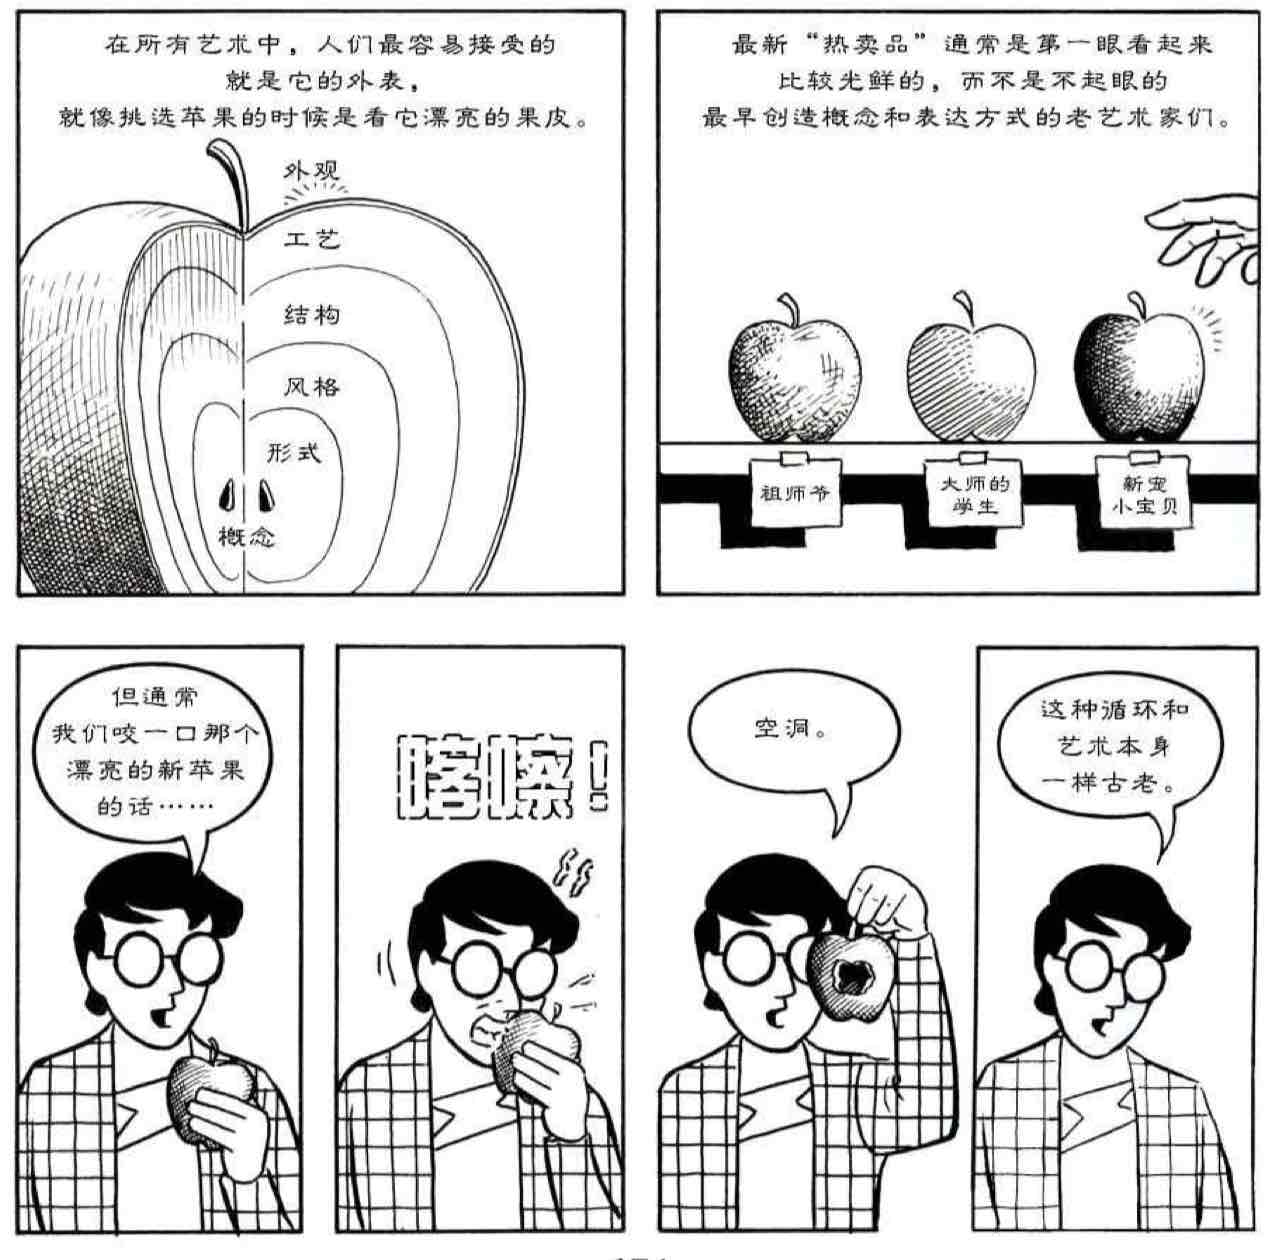 在所有艺术中，人们最容易接受的
就是它的外表，
就像挑选苹果的时候是看它漂亮的果皮。
外观
工艺
结构
风格
形式
概念
最新“热卖品”通常是第一眼看起来
比较光鲜的，而不是不起眼的
最早创造概念和表达方式的老艺术家们。
祖师爷
大师的
学生
新宠
小宝贝
但通常
我们咬一口那个
漂亮的新苹果
的话……
喀嚓！
空洞。
这种循环和
艺术本身
一样古老。